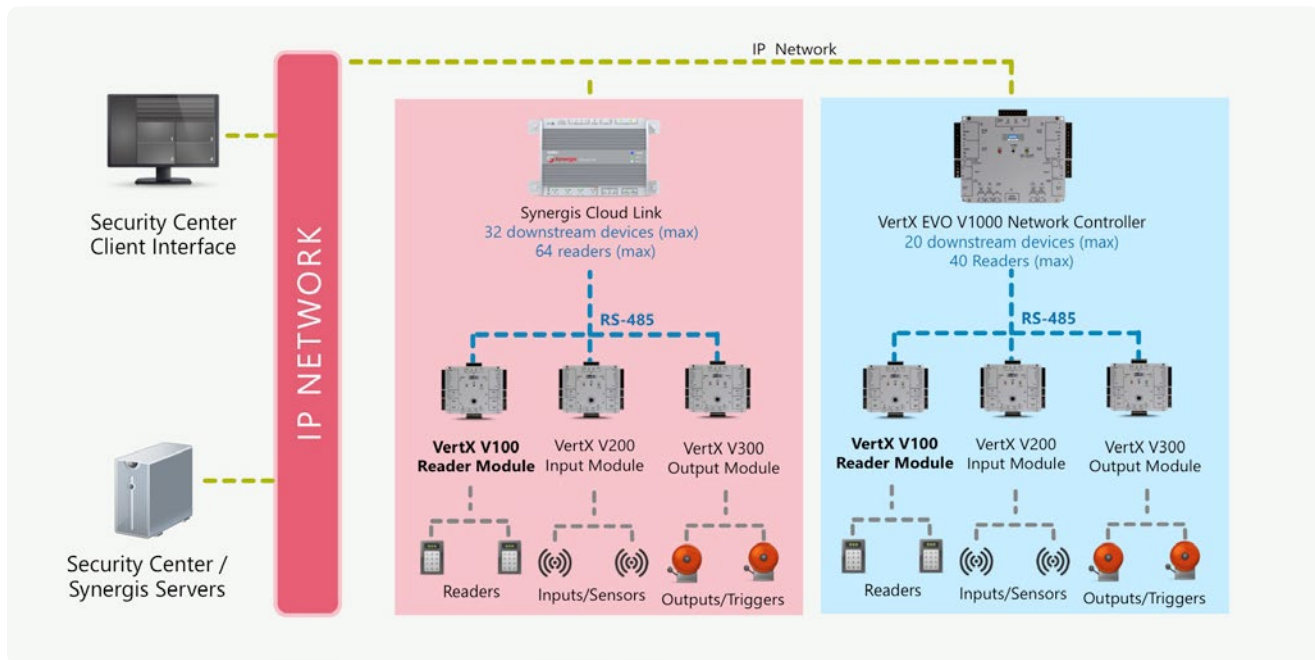 IP Network
Security Center
Client Interface
IP NETWORK
Security Center /
Synergis Servers
Synergis
Synergis Cloud Link
32 downstream devices (max)
64 readers (max)
RS-485
VertX V100
Reader Module
VertX V200
Input Module
VertX V300
Output Module
Readers
Inputs/Sensors
Outputs/Triggers
VertX EVO V1000 Network Controller
20 downstream devices (max)
40 Readers (max)
RS-485
VertX V100
Reader Module
VertX V200
Input Module
VertX V300
Output Module
Readers
Inputs/Sensors
Outputs/Triggers